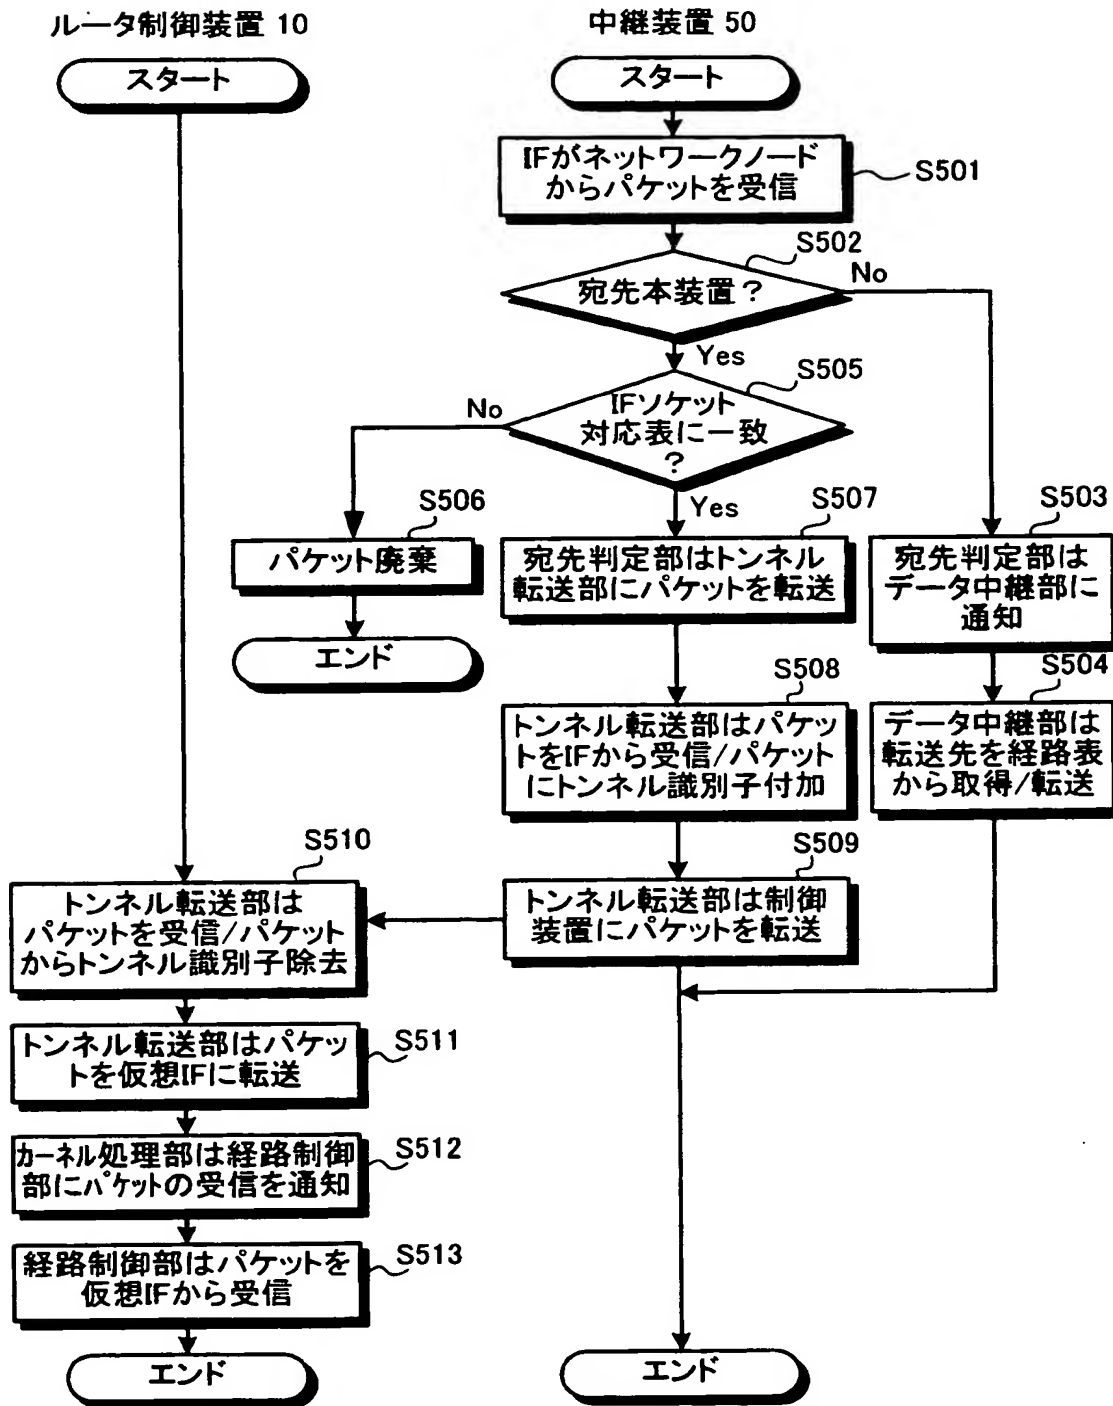 ルータ制御装置 10
スタート
中継装置 50
スタート
IFがネットワークノード
からパケットを受信
S501
S502
宛先本装置？
No
Yes
S505
IFソケット
対応表に一致
？
No
Yes
S506
パケット廃棄
エンド
S507
宛先判定部はトンネル
転送部にパケットを転送
S503
宛先判定部は
データ中継部に
通知
S508
トンネル転送部はパケッ
トをIFから受信/パケット
にトンネル識別子付加
S504
データ中継部は
転送先を経路表
から取得/転送
S509
トンネル転送部は制御
装置にパケットを転送
S510
トンネル転送部は
パケットを受信/パケット
からトンネル識別子除去
トンネル転送部はパケッ
トを仮想IFに転送
S511
カーネル処理部は経路制御
部にパケットの受信を通知
S512
経路制御部はパケットを
仮想IFから受信
S513
エンド
エンド